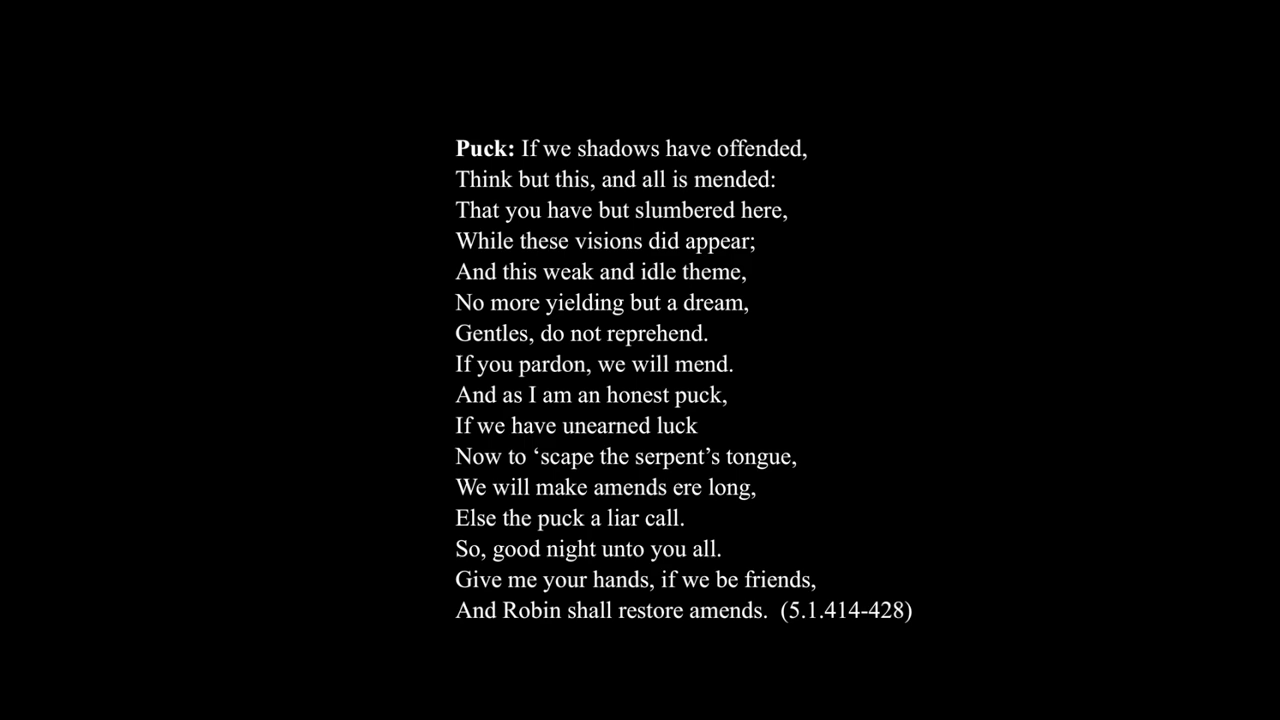 Puck: If we shadows have offended,
Think but this, and all is mended:
That you have but slumbered here,
While these visions did appear;
And this weak and idle theme,
No more yielding but a dream,
Gentles, do not reprehend.
If you pardon, we will mend.
And as I am an honest puck,
If we have unearned luck
Now to ‘scape the serpent’s tongue,
We will make amends ere long,
Else the puck a liar call.
So, good night unto you all.
Give me your hands, if we be friends,
And Robin shall restore amends.  (5.1.414-428)